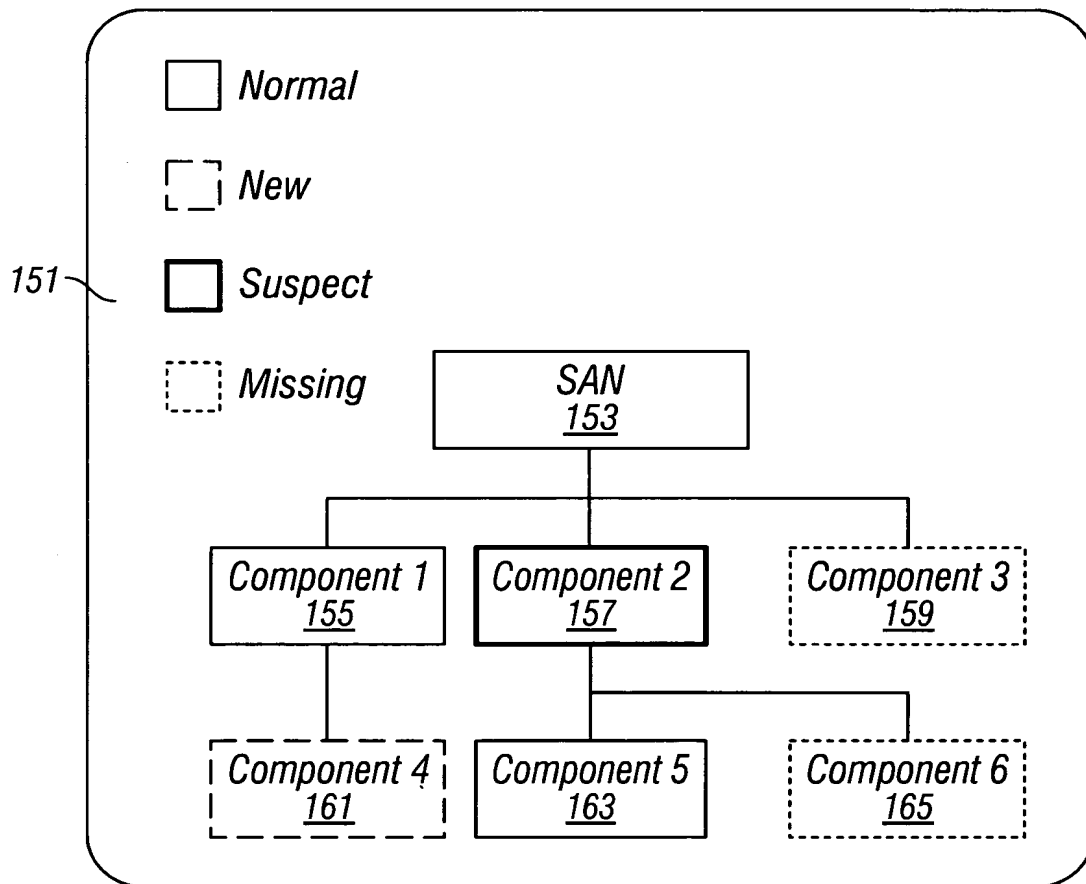 Normal
New
151
Suspect
Missing
SAN
153
Component 1
155
Component 2
157
Component 3
159
Component 4
161
Component 5
163
Component 6
165